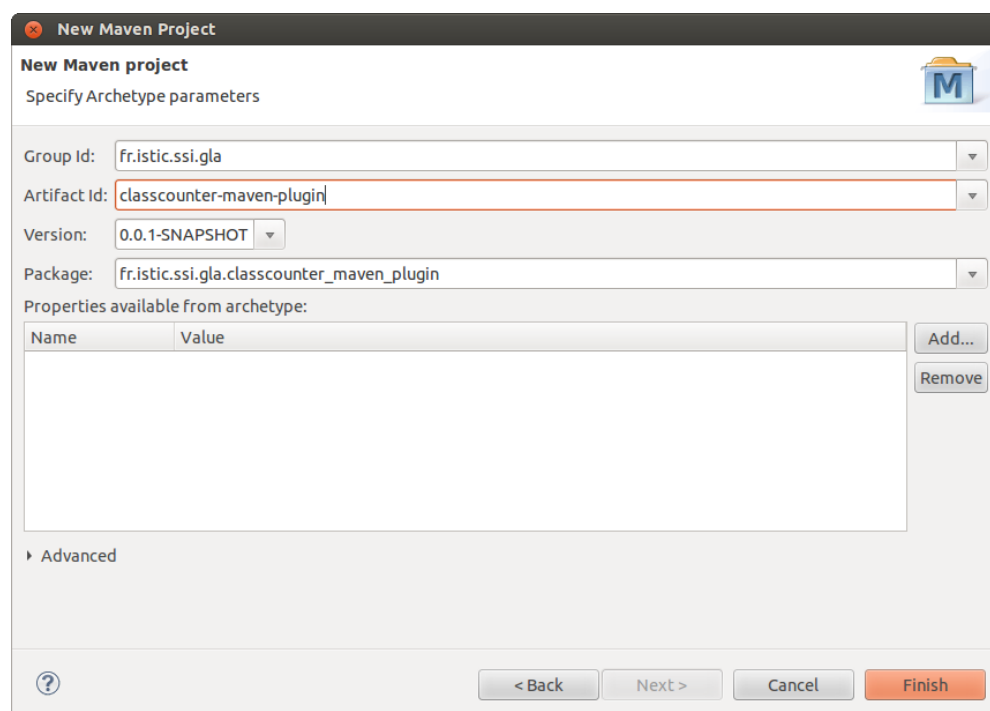 New Maven Project
New Maven project
Specify Archetype parameters
M
Group Id: fr.istic.ssi.gla
Artifact Id: classcounter-maven-plugin
Version: 0.0.1-SNAPSHOT
Package: fr.istic.ssi.gla.classcounter_maven_plugin
Properties available from archetype:
Name Value Add...
Remove
Advanced
? < Back Next > Cancel Finish